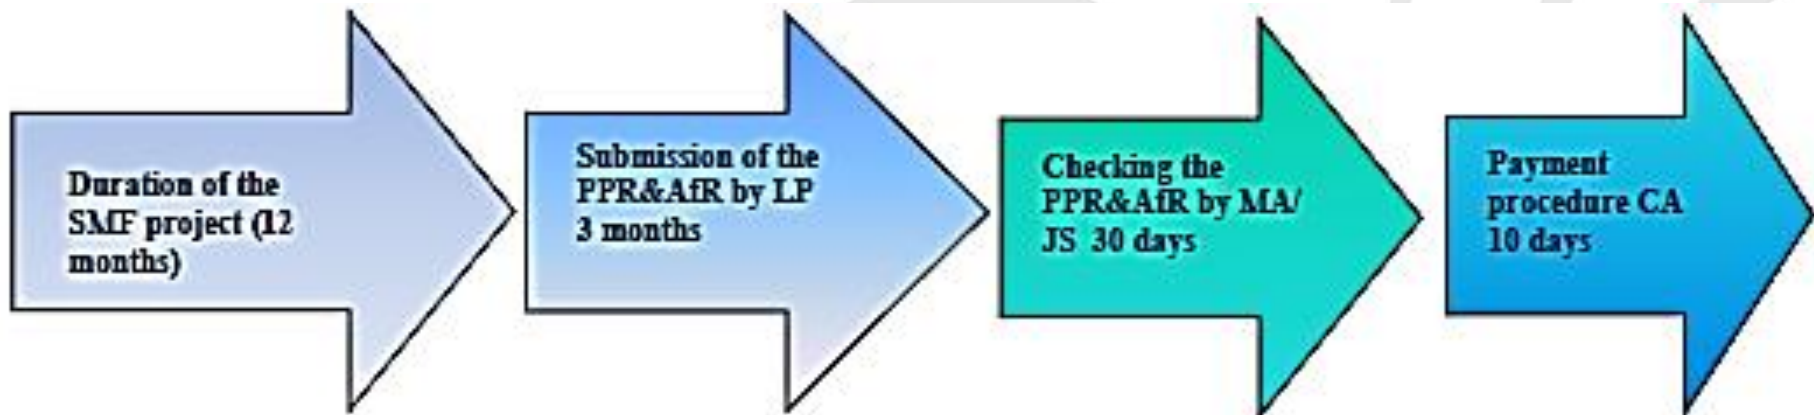 Duration of the
SMF project (12
months)
Submission of the
PPR&AfR by LP
3 months
Checking the
PPR&AfR by MA/
JS 30 days
Payment
procedure CA
10 days